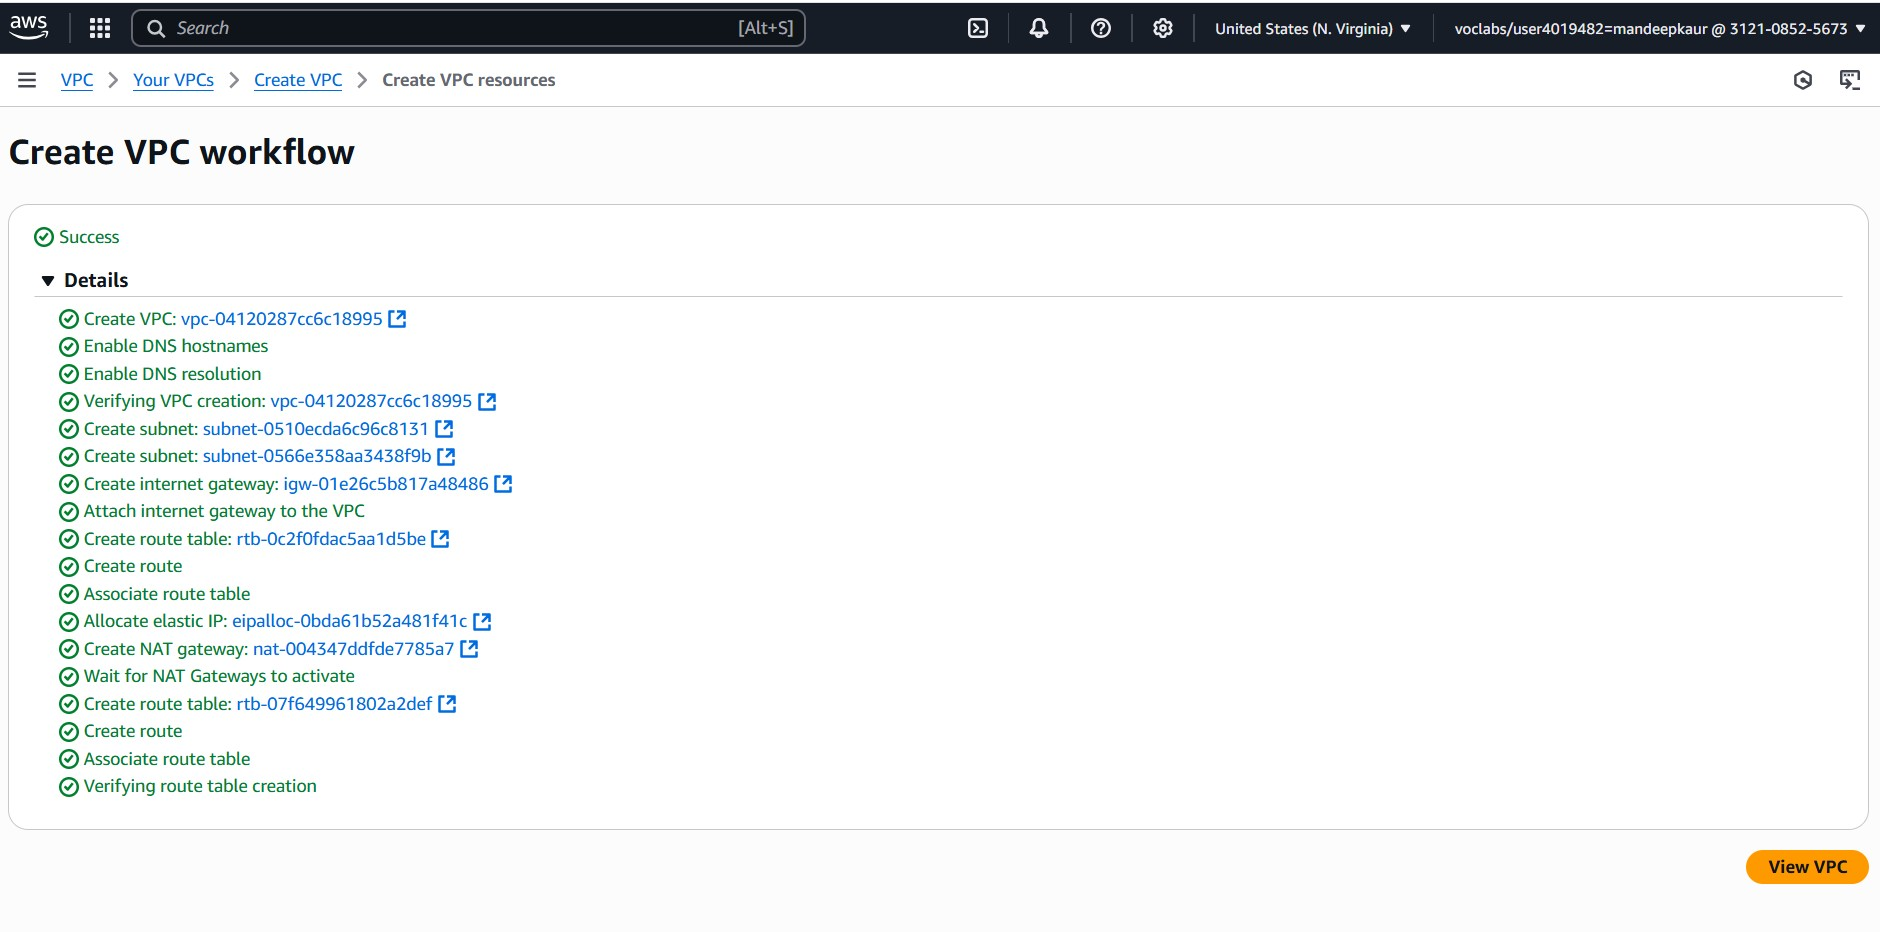 aws
Search [Alt+S] United States (N. Virginia) voclabs/user4019482=mandeepkaur @ 3121-0852-5673
VPC Your VPCs Create VPC Create VPC resources
Create VPC workflow
Success
Details
Create VPC: vpc-04120287cc6c18995
Enable DNS hostnames
Enable DNS resolution
Verifying VPC creation: vpc-04120287cc6c18995
Create subnet: subnet-0510ecda6c96c8131
Create subnet: subnet-0566e358aa3438f9b
Create internet gateway: igw-01e26c5b817a48486
Attach internet gateway to the VPC
Create route table: rtb-0c2f0fdac5aa1d5be
Create route
Associate route table
Allocate elastic IP: eipalloc-0bda61b52a481f41c
Create NAT gateway: nat-004347ddfde7785a7
Wait for NAT Gateways to activate
Create route table: rtb-07f649961802a2def
Create route
Associate route table
Verifying route table creation
View VPC